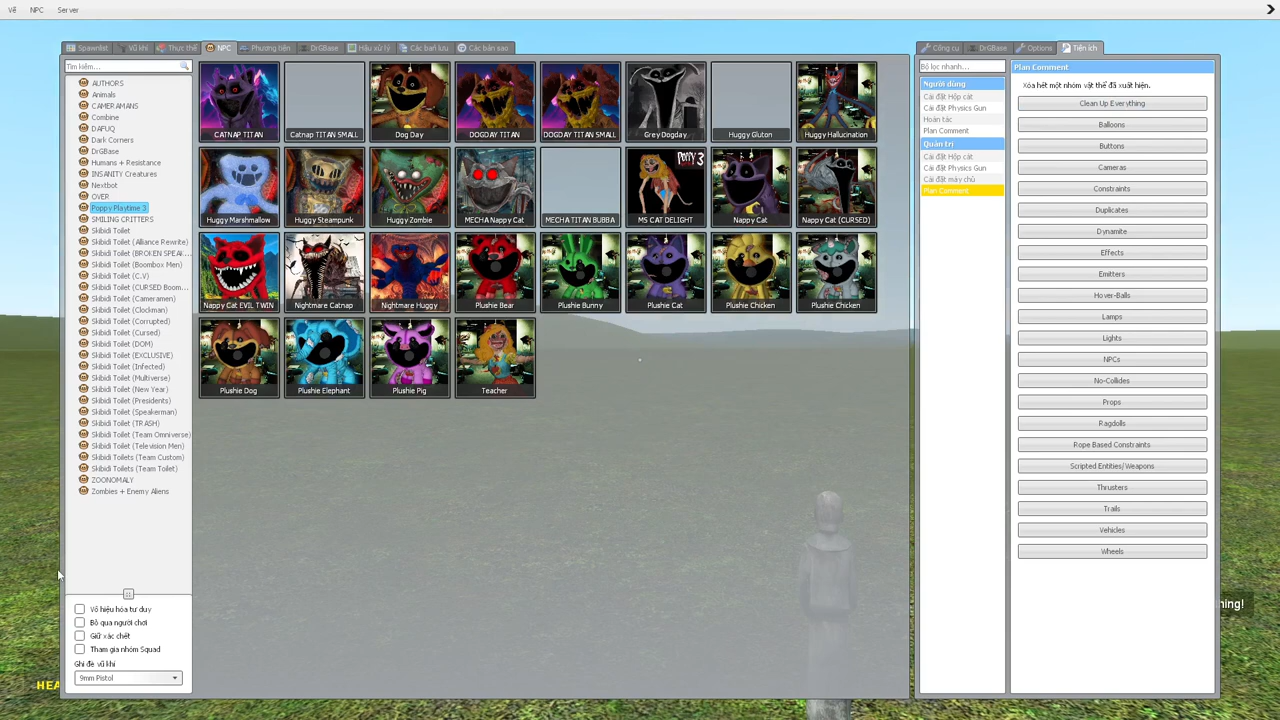 Vẽ NPC Server
Spawnlist Vũ khí Thực thể NPC Phương tiện DrGBase Hậu xử lý Các bản lưu Các bản sao
Tìm kiếm...
AUTHORS
Animals
CAMERAMANS
Combine
DAFUQ
Dark Corners
DrGBase
Humans + Resistance
INSANITY Creatures
Nextbot
OVER
Poppy Playtime 3
SMILING CRITTERS
Skibidi Toilet
Skibidi Toilet (Alliance Rewrite)
Skibidi Toilet (BROKEN SPEAK...
Skibidi Toilet (Boombox Men)
Skibidi Toilet (C.V)
Skibidi Toilet (CURSED Boom...
Skibidi Toilet (Cameramen)
Skibidi Toilet (Clockman)
Skibidi Toilet (Corrupted)
Skibidi Toilet (Cursed)
Skibidi Toilet (DOM)
Skibidi Toilet (EXCLUSIVE)
Skibidi Toilet (Infected)
Skibidi Toilet (Multiverse)
Skibidi Toilet (New Year)
Skibidi Toilet (Presidents)
Skibidi Toilet (Speakerman)
Skibidi Toilet (TRASH)
Skibidi Toilet (Team Omniverse)
Skibidi Toilet (Television Men)
Skibidi Toilets (Team Custom)
Skibidi Toilets (Team Toilet)
ZOONOMALY
Zombies + Enemy Aliens
Vô hiệu hóa tư duy
Bỏ qua người chơi
Giữ xác chết
Tham gia nhóm Squad
Ghi đè vũ khí
9mm Pistol
CATNAP TITAN Catnap TITAN SMALL Dog Day DOGDAY TITAN DOGDAY TITAN SMALL Grey Dogday Huggy Gluton Huggy Hallucination
POPPY 3
Huggy Marshmallow Huggy Steampunk Huggy Zombie MECHA Nappy Cat MECHA TITAN BUBBA MS CAT DELIGHT Nappy Cat Nappy Cat (CURSED)
Nappy Cat EVIL TWIN Nightmare Catnap Nightmare Huggy Plushie Bear Plushie Bunny Plushie Cat Plushie Chicken Plushie Chicken
Plushie Dog Plushie Elephant Plushie Pig Teacher
Công cụ DrGBase Options Tiện ích
Bộ lọc nhanh...
Người dùng
Cài đặt Hộp cát
Cài đặt Physics Gun
Hoàn tác
Plan Comment
Quản trị
Cài đặt Hộp cát
Cài đặt Physics Gun
Cài đặt máy chủ
Plan Comment
Plan Comment
Xóa hết một nhóm vật thể đã xuất hiện.
Clean Up Everything
Balloons
Buttons
Cameras
Constraints
Duplicates
Dynamite
Effects
Emitters
Hover-Balls
Lamps
Lights
NPCs
No-Collides
Props
Ragdolls
Rope Based Constraints
Scripted Entities/Weapons
Thrusters
Trails
Vehicles
Wheels
ning!
HEA